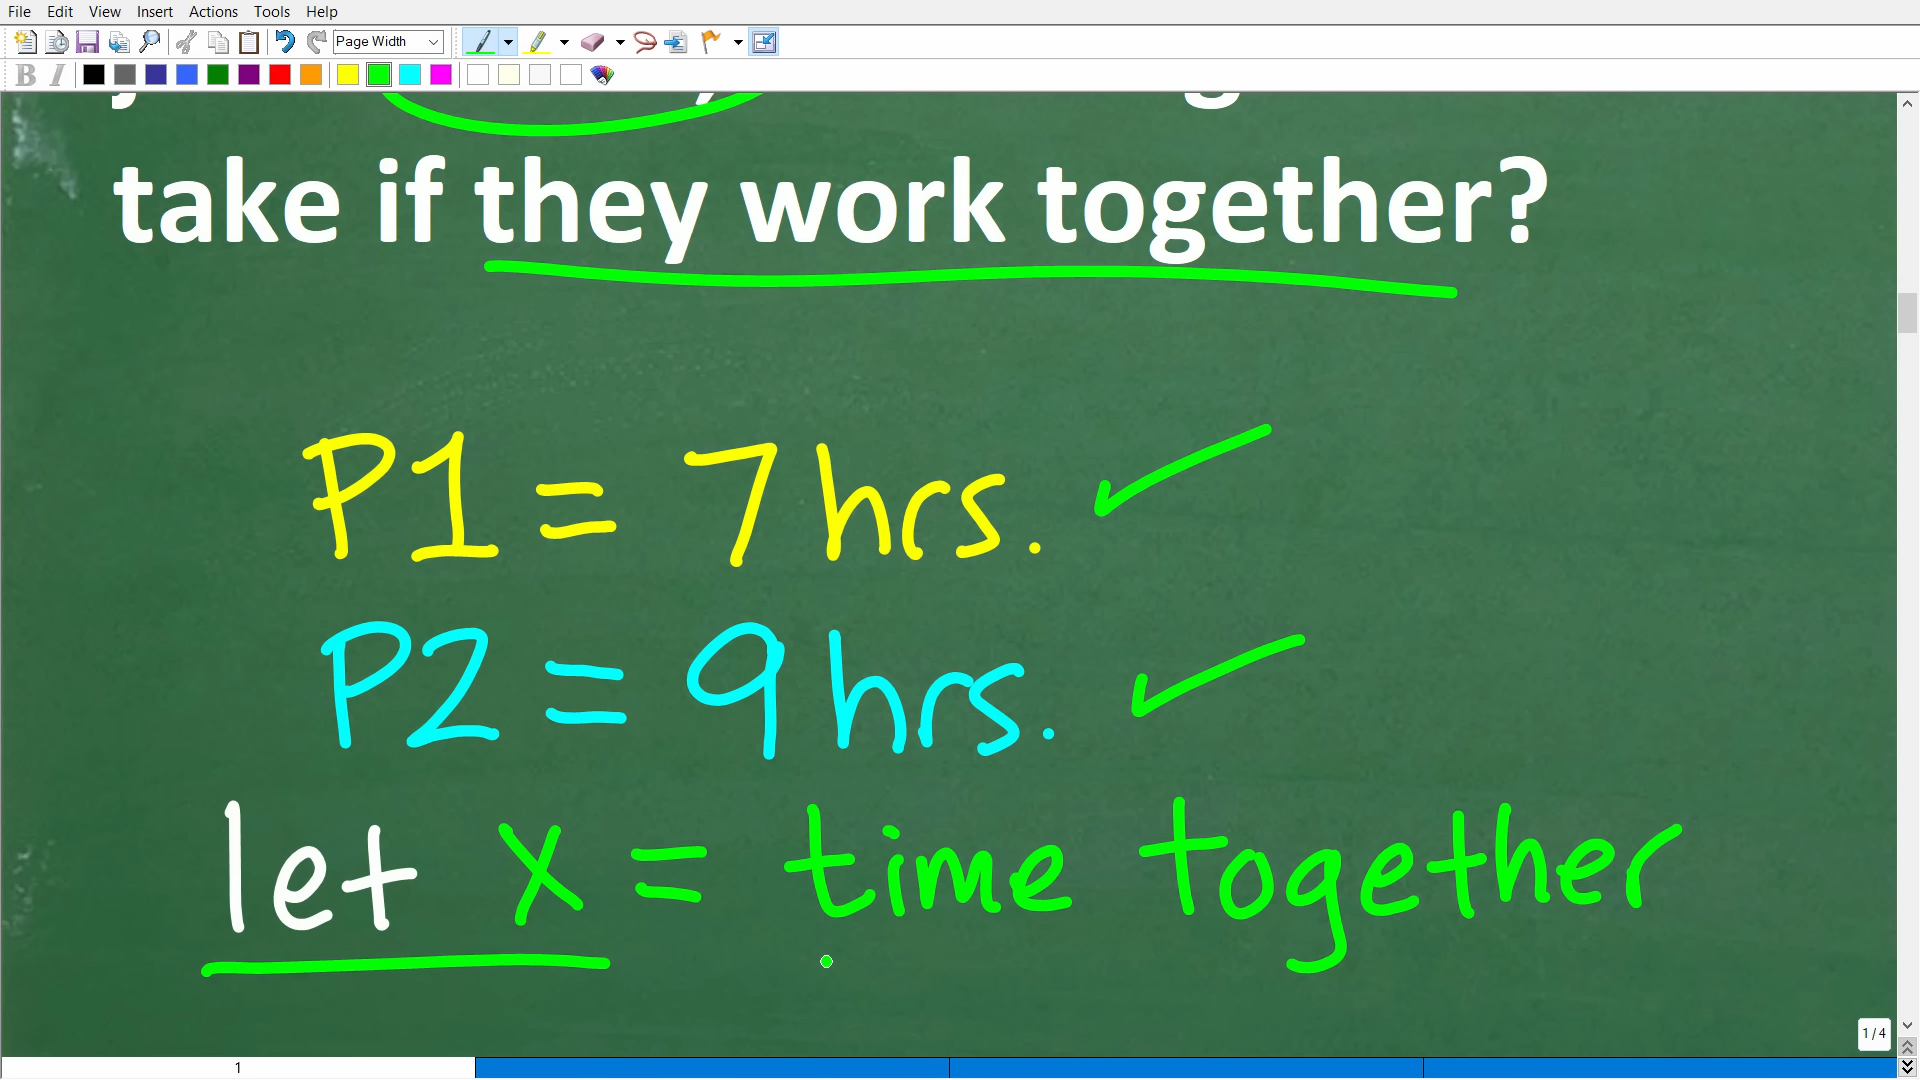 File Edit View Insert Actions Tools Help
Page Width
B I
take if they work together?
P1 = 7 hrs. ✓
P2 = 9 hrs. ✓
let x = time together
1 / 4
1